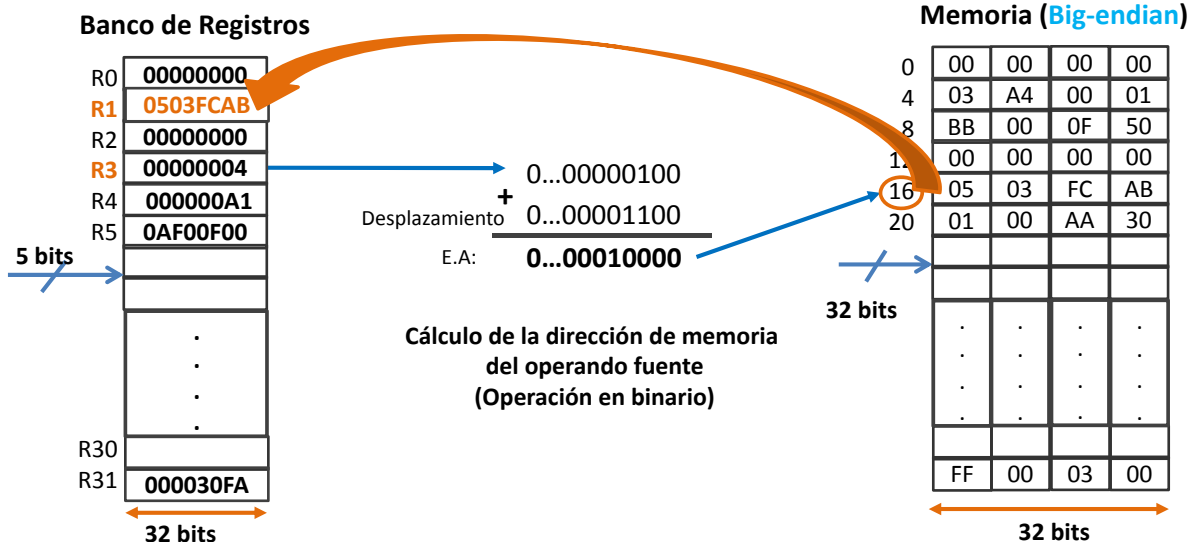 Banco de Registros
Memoria (Big-endian)
R0 00000000
R1 0503FCAB
R2 00000000
R3 00000004
R4 000000A1
R5 0AF00F00
5 bits
.
.
.
.
R30
R31 000030FA
32 bits
0...00000100
+
Desplazamiento 0...00001100
E.A: 0...00010000
Cálculo de la dirección de memoria
del operando fuente
(Operación en binario)
0 00 00 00 00
4 03 A4 00 01
8 BB 00 0F 50
12 00 00 00 00
16 05 03 FC AB
20 01 00 AA 30
32 bits
. . . .
. . . .
. . . .
. . . .
FF 00 03 00
32 bits